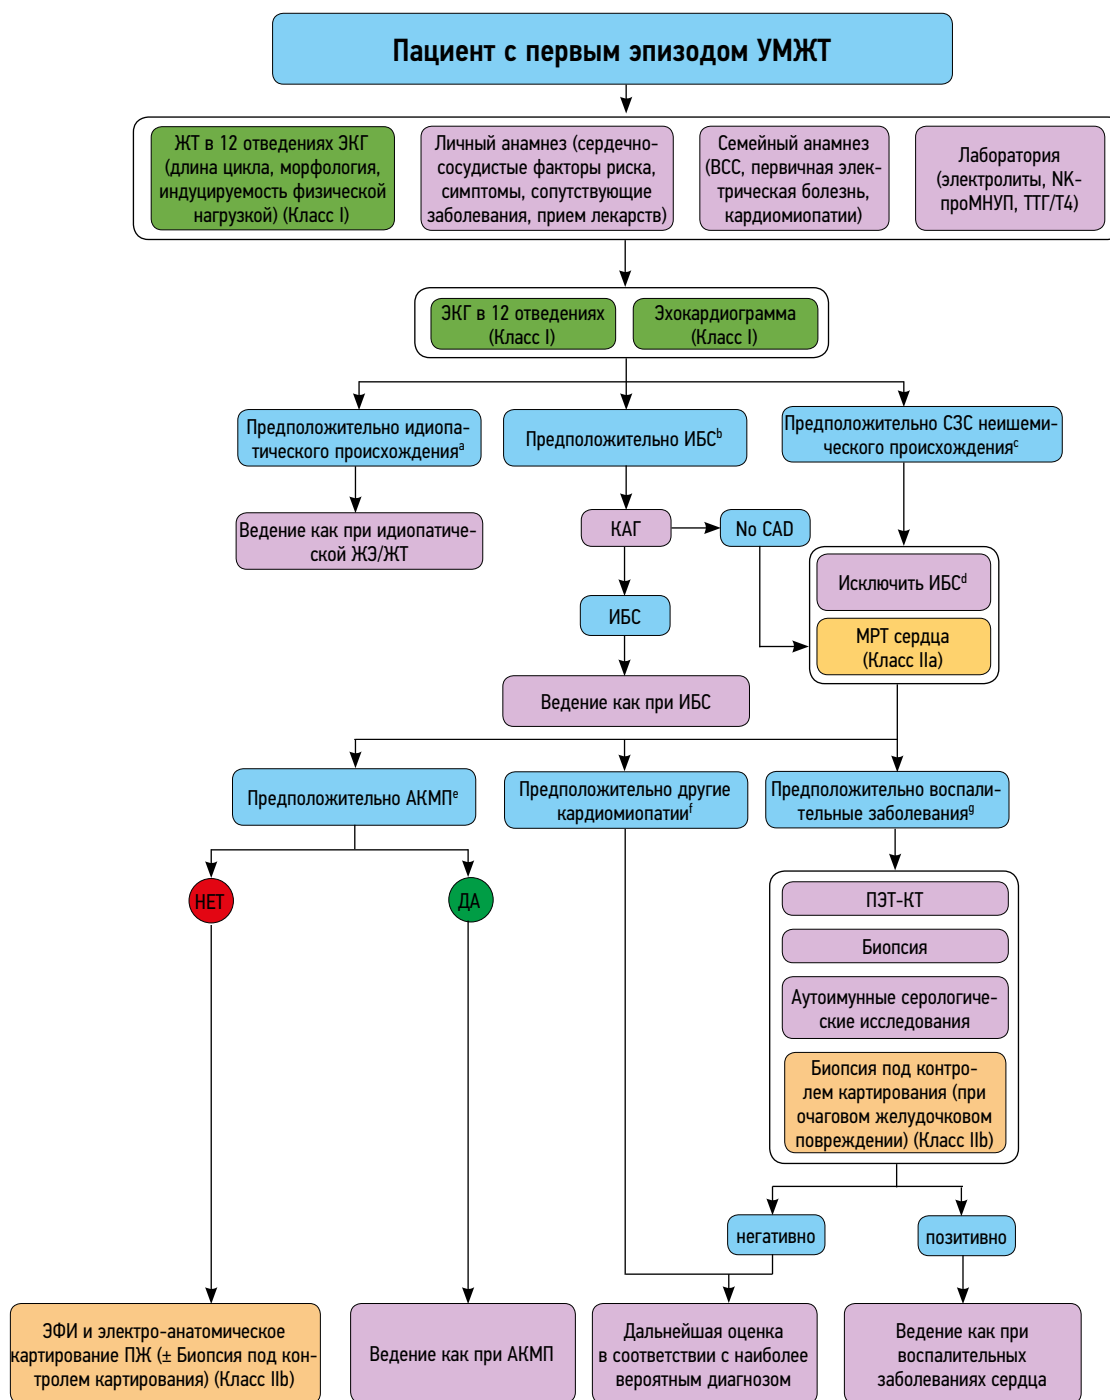 Пациент с первым эпизодом УМЖТ
ЖТ в 12 отведениях ЭКГ
(длина цикла, морфология,
индуцируемость физической
нагрузкой) (Класс I)
Личный анамнез (сердечно-
сосудистые факторы риска,
симптомы, сопутствующие
заболевания, прием лекарств)
Семейный анамнез
(ВСС, первичная элек-
трическая болезнь,
кардиомиопатии)
Лаборатория
(электролиты, NK-
проМНУП, ТТГ/Т4)
ЭКГ в 12 отведениях
(Класс I)
Эхокардиограмма
(Класс I)
Предположительно идиопа-
тического происхожденияᵃ
Предположительно ИБСᵇ
Предположительно СЗС неишеми-
ческого происхожденияᶜ
Ведение как при идиопатиче-
ской ЖЭ/ЖТ
КАГ
No CAD
Исключить ИБСᵈ
МРТ сердца
(Класс IIa)
ИБС
Ведение как при ИБС
Предположительно АКМПᵉ
Предположительно другие
кардиомиопатииᶠ
Предположительно воспали-
тельные заболеванияᵍ
НЕТ
ДА
ПЭТ-КТ
Биопсия
Аутоимунные серологиче-
ские исследования
Биопсия под контро-
лем картирования (при
очаговом желудочковом
повреждении) (Класс IIb)
негативно
позитивно
ЭФИ и электро-анатомическое
картирование ПЖ (± Биопсия под кон-
тролем картирования) (Класс IIb)
Ведение как при АКМП
Дальнейшая оценка
в соответствии с наиболее
вероятным диагнозом
Ведение как при
воспалительных
заболеваниях сердца